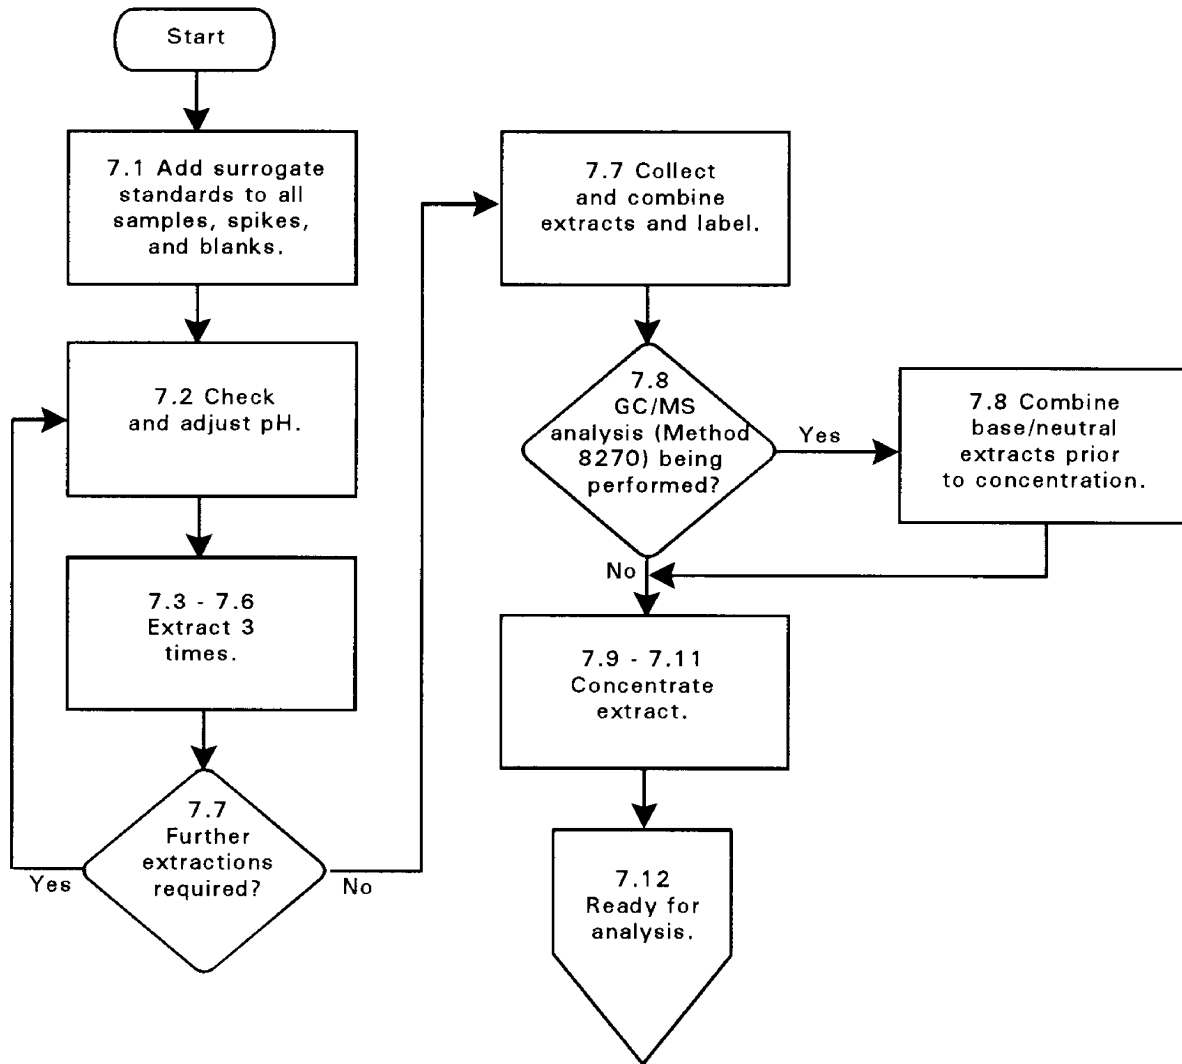 Start
7.1 Add surrogate
standards to all
samples, spikes,
and blanks.
7.2 Check
and adjust pH.
7.3 - 7.6
Extract 3
times.
7.7
Further
extractions
required?
Yes
No
7.7 Collect
and combine
extracts and label.
7.8
GC/MS
analysis (Method
8270) being
performed?
Yes
No
7.8 Combine
base/neutral
extracts prior
to concentration.
7.9 - 7.11
Concentrate
extract.
7.12
Ready for
analysis.